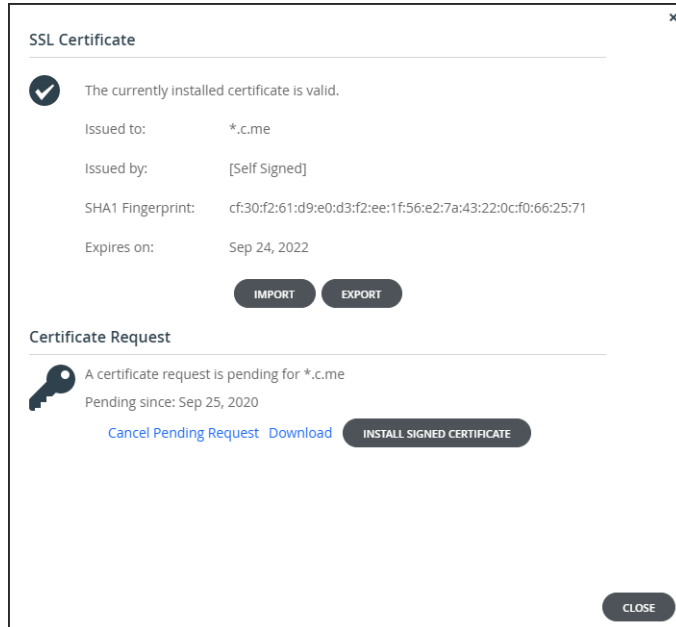 ×
SSL Certificate
The currently installed certificate is valid.
Issued to: *.c.me
Issued by: [Self Signed]
SHA1 Fingerprint: cf:30:f2:61:d9:e0:d3:f2:ee:1f:56:e2:7a:43:22:0c:f0:66:25:71
Expires on: Sep 24, 2022
IMPORT EXPORT
Certificate Request
A certificate request is pending for *.c.me
Pending since: Sep 25, 2020
Cancel Pending Request Download INSTALL SIGNED CERTIFICATE
CLOSE